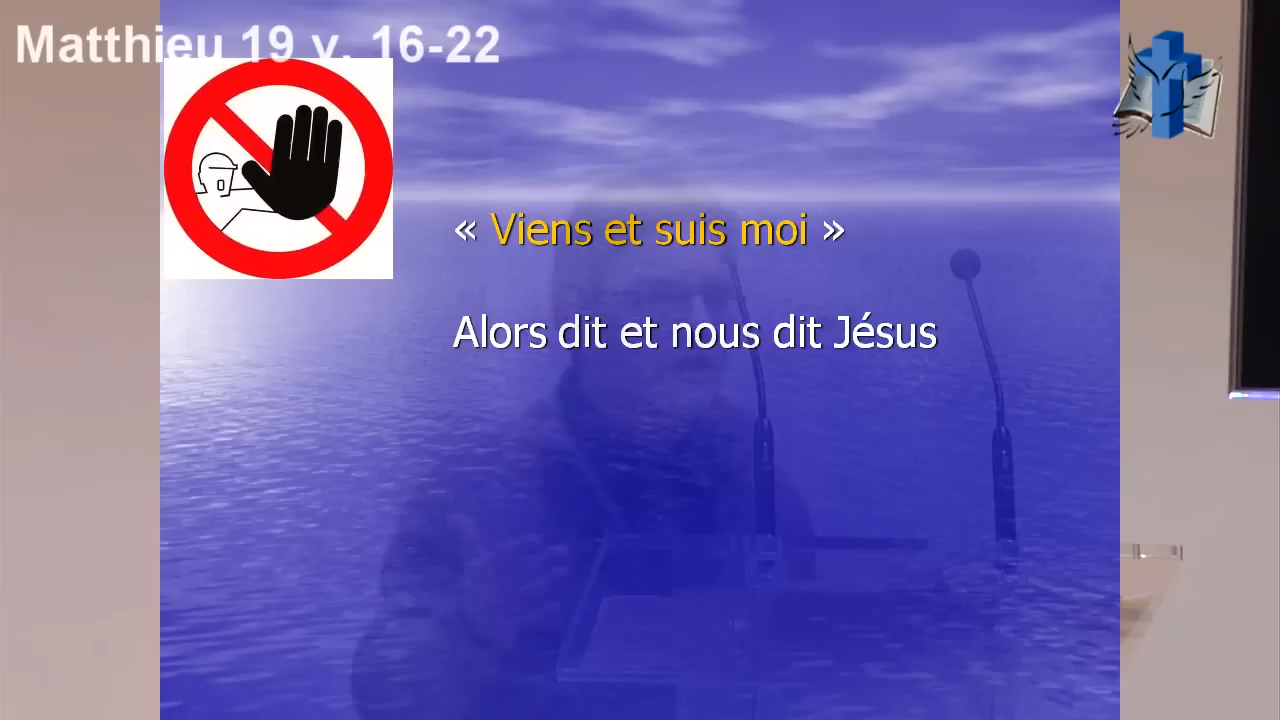 Matthieu 19 v. 16-22
« Viens et suis moi »
Alors dit et nous dit Jésus